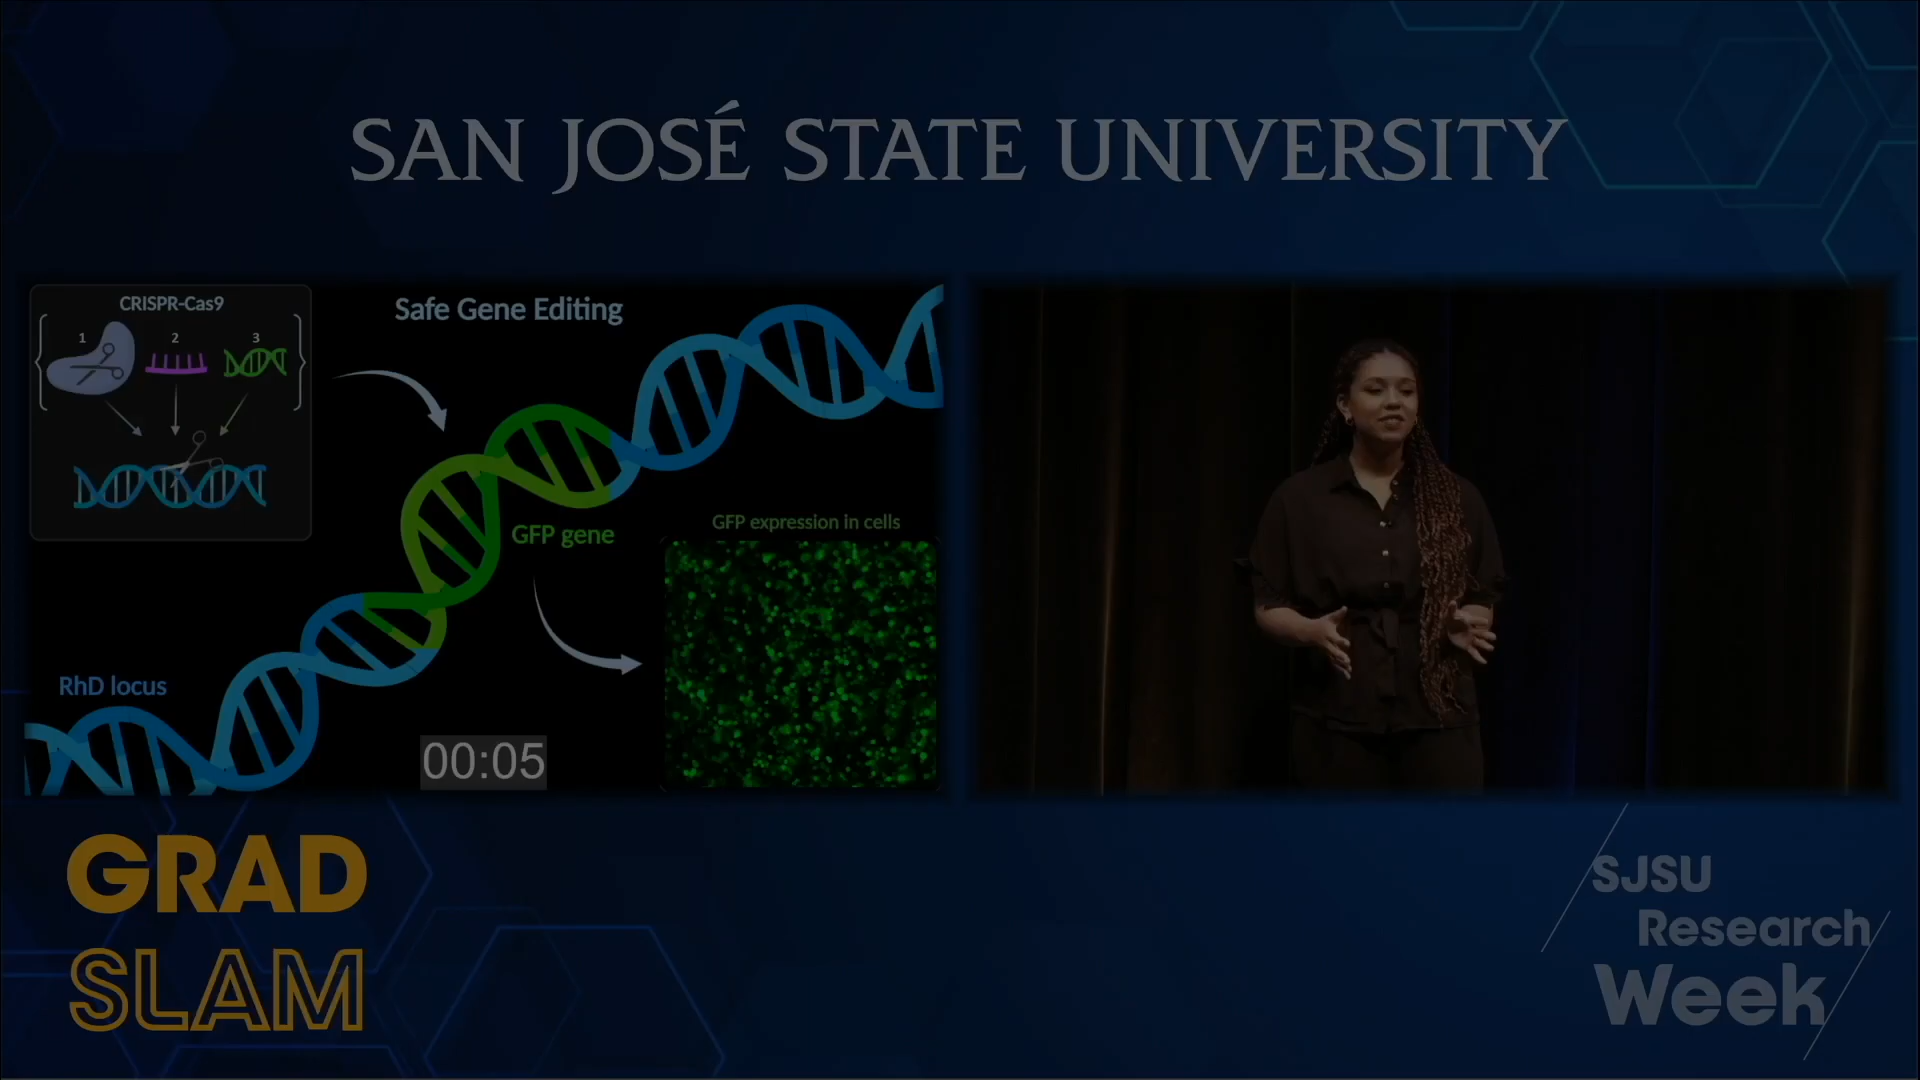 SAN JOSÉ STATE UNIVERSITY
CRISPR-Cas9
1
2
3
Safe Gene Editing
GFP gene
GFP expression in cells
RhD locus
00:05
GRAD
SLAM
SJSU
Research
Week